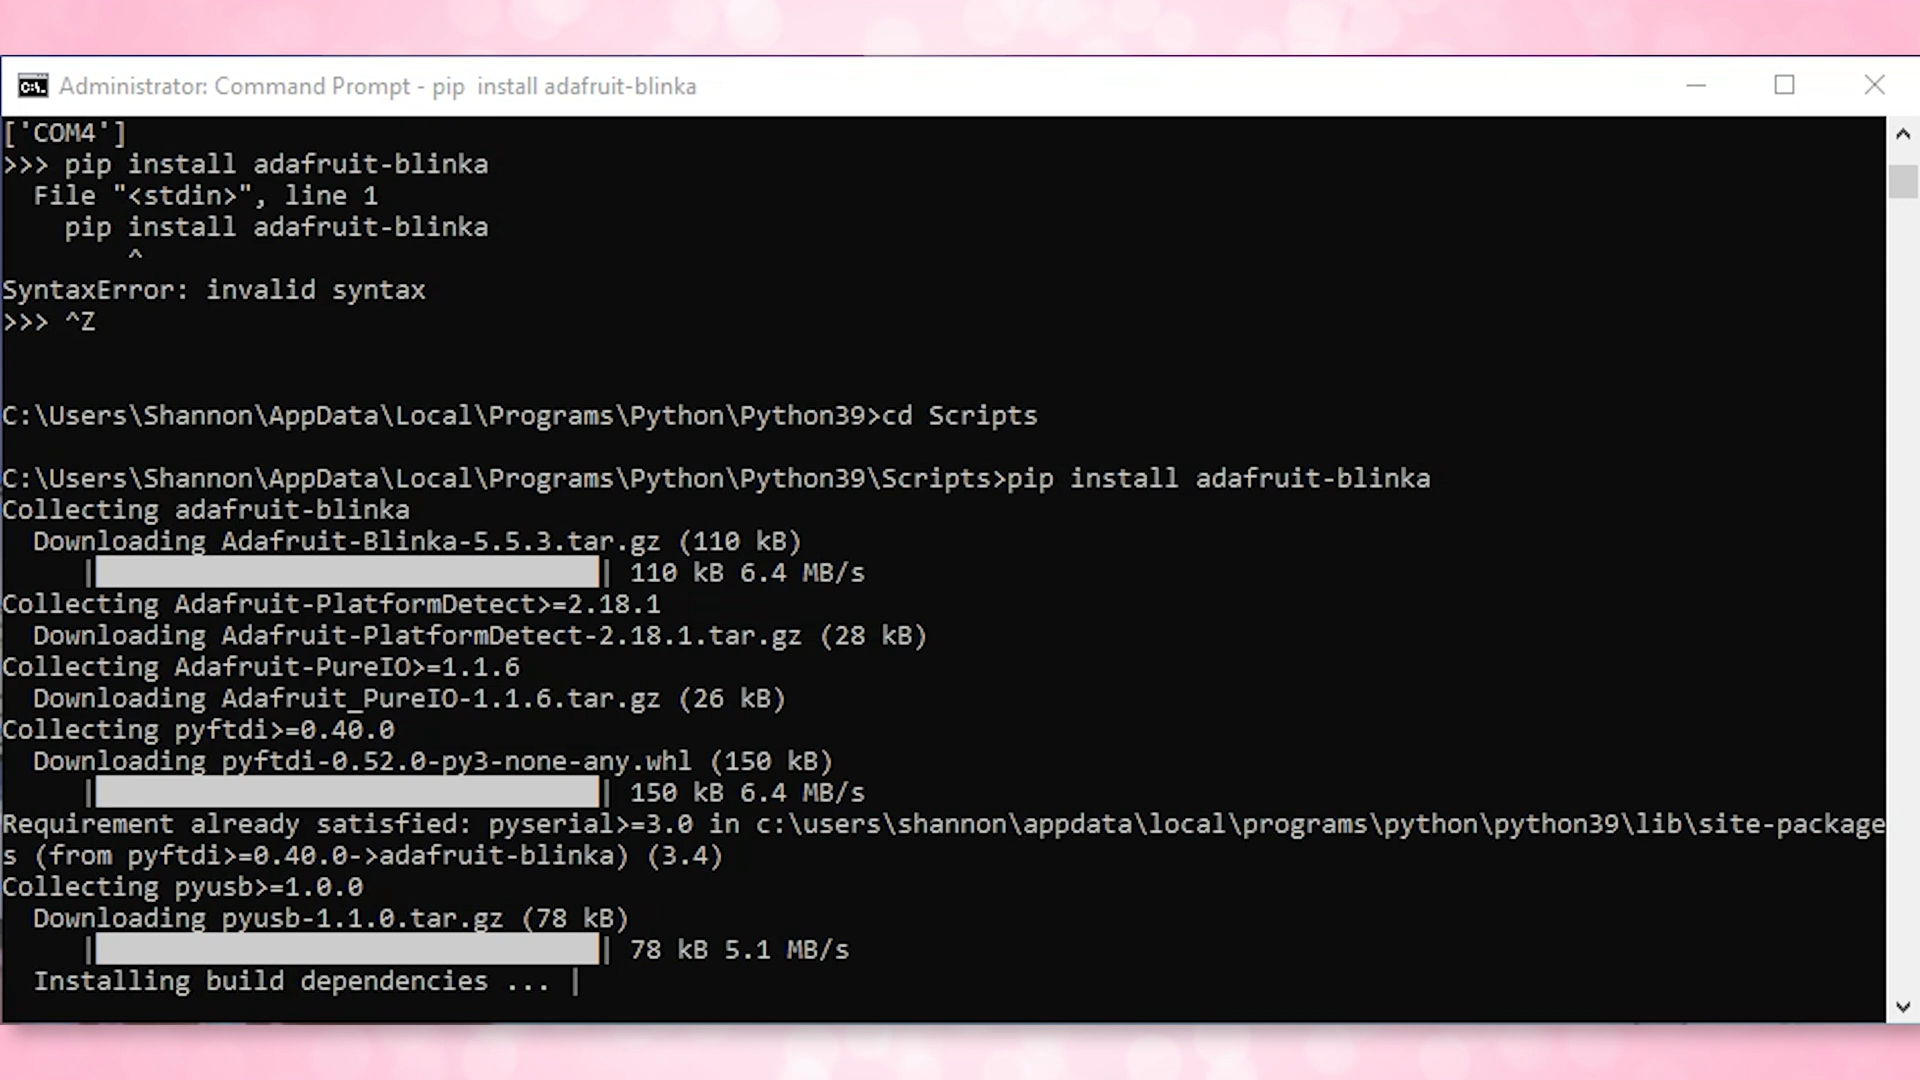 Administrator: Command Prompt - pip  install adafruit-blinka
['COM4']
>>> pip install adafruit-blinka
  File "<stdin>", line 1
    pip install adafruit-blinka
        ^
SyntaxError: invalid syntax
>>> ^Z
C:\Users\Shannon\AppData\Local\Programs\Python\Python39>cd Scripts
C:\Users\Shannon\AppData\Local\Programs\Python\Python39\Scripts>pip install adafruit-blinka
Collecting adafruit-blinka
  Downloading Adafruit-Blinka-5.5.3.tar.gz (110 kB)
     |████████████████████████████████| 110 kB 6.4 MB/s
Collecting Adafruit-PlatformDetect>=2.18.1
  Downloading Adafruit-PlatformDetect-2.18.1.tar.gz (28 kB)
Collecting Adafruit-PureIO>=1.1.6
  Downloading Adafruit_PureIO-1.1.6.tar.gz (26 kB)
Collecting pyftdi>=0.40.0
  Downloading pyftdi-0.52.0-py3-none-any.whl (150 kB)
     |████████████████████████████████| 150 kB 6.4 MB/s
Requirement already satisfied: pyserial>=3.0 in c:\users\shannon\appdata\local\programs\python\python39\lib\site-package
s (from pyftdi>=0.40.0->adafruit-blinka) (3.4)
Collecting pyusb>=1.0.0
  Downloading pyusb-1.1.0.tar.gz (78 kB)
     |████████████████████████████████| 78 kB 5.1 MB/s
  Installing build dependencies ... |